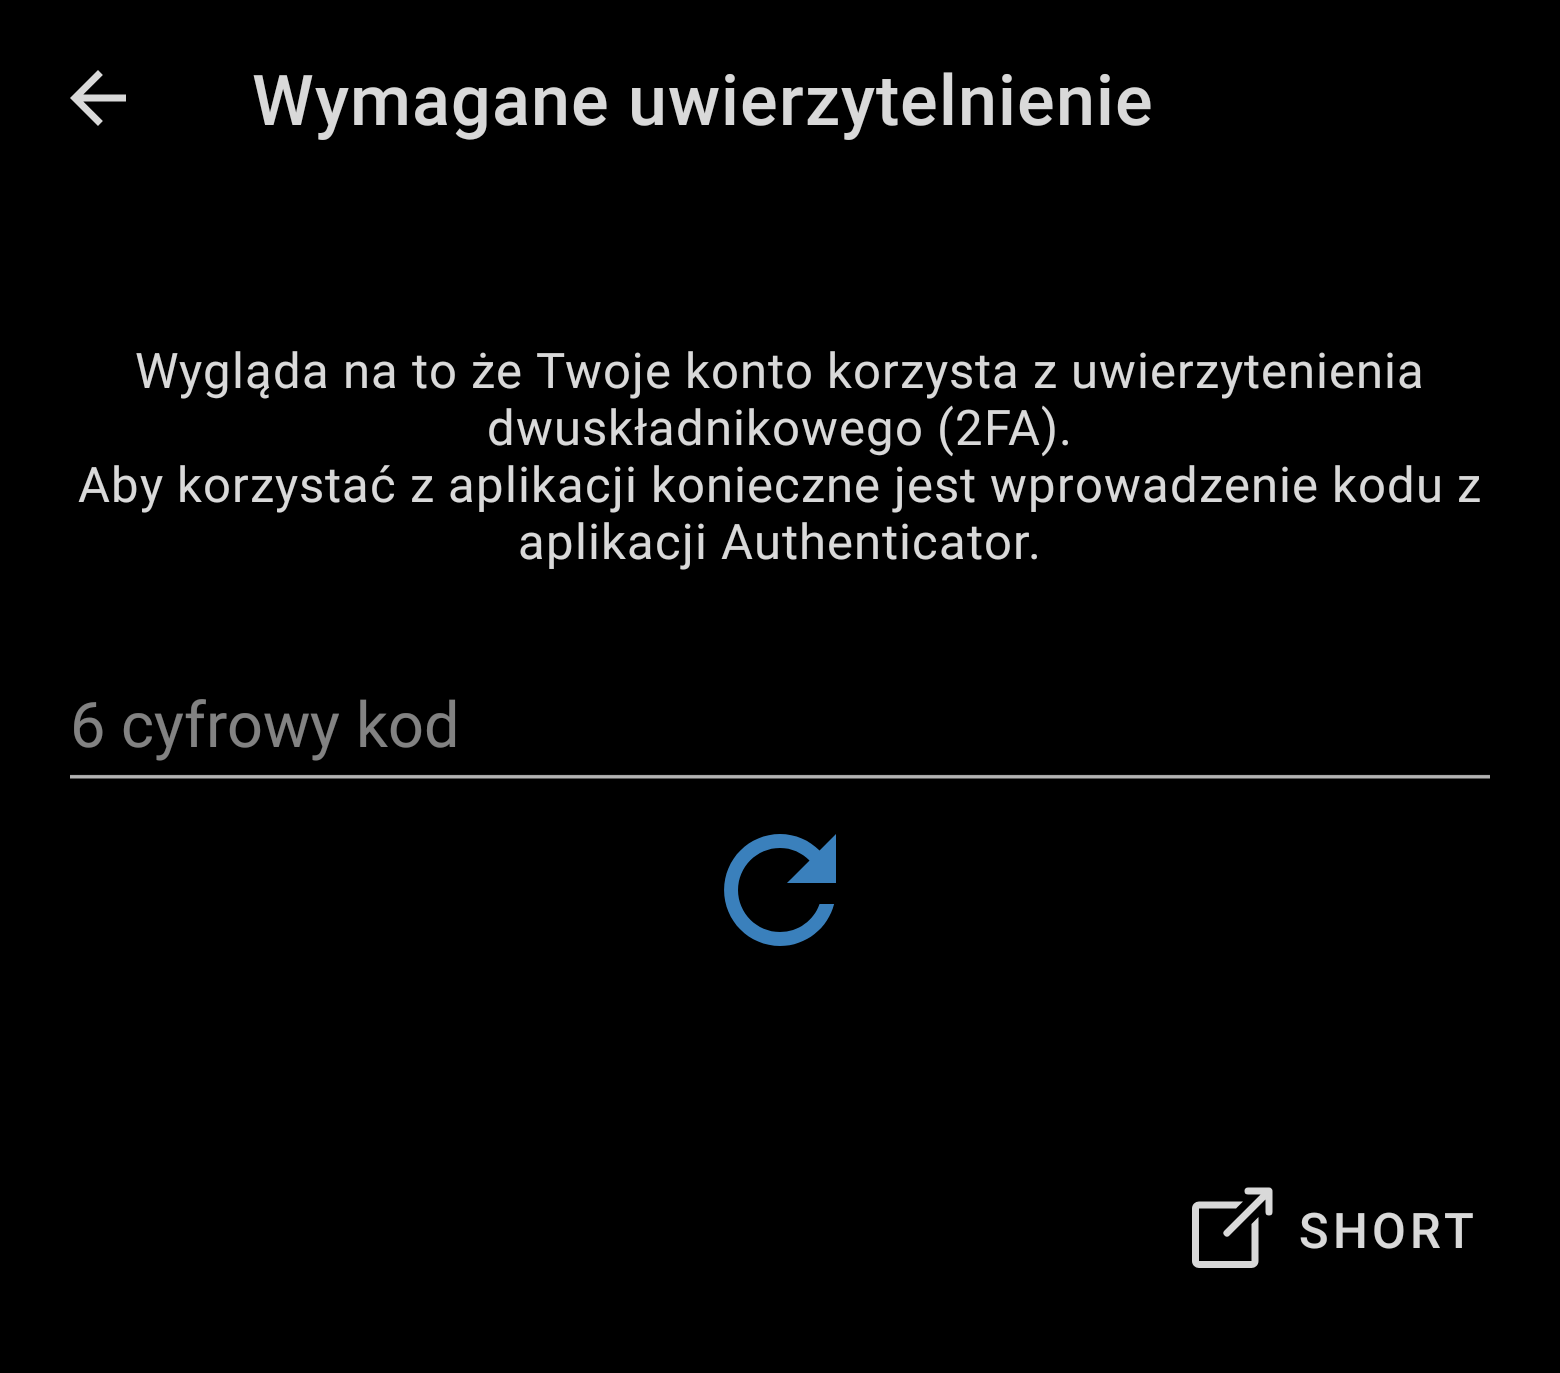 Wymagane uwierzytelnienie
Wygląda na to że Twoje konto korzysta z uwierzytenienia
dwuskładnikowego (2FA).
Aby korzystać z aplikacji konieczne jest wprowadzenie kodu z
aplikacji Authenticator.
6 cyfrowy kod
SHORT